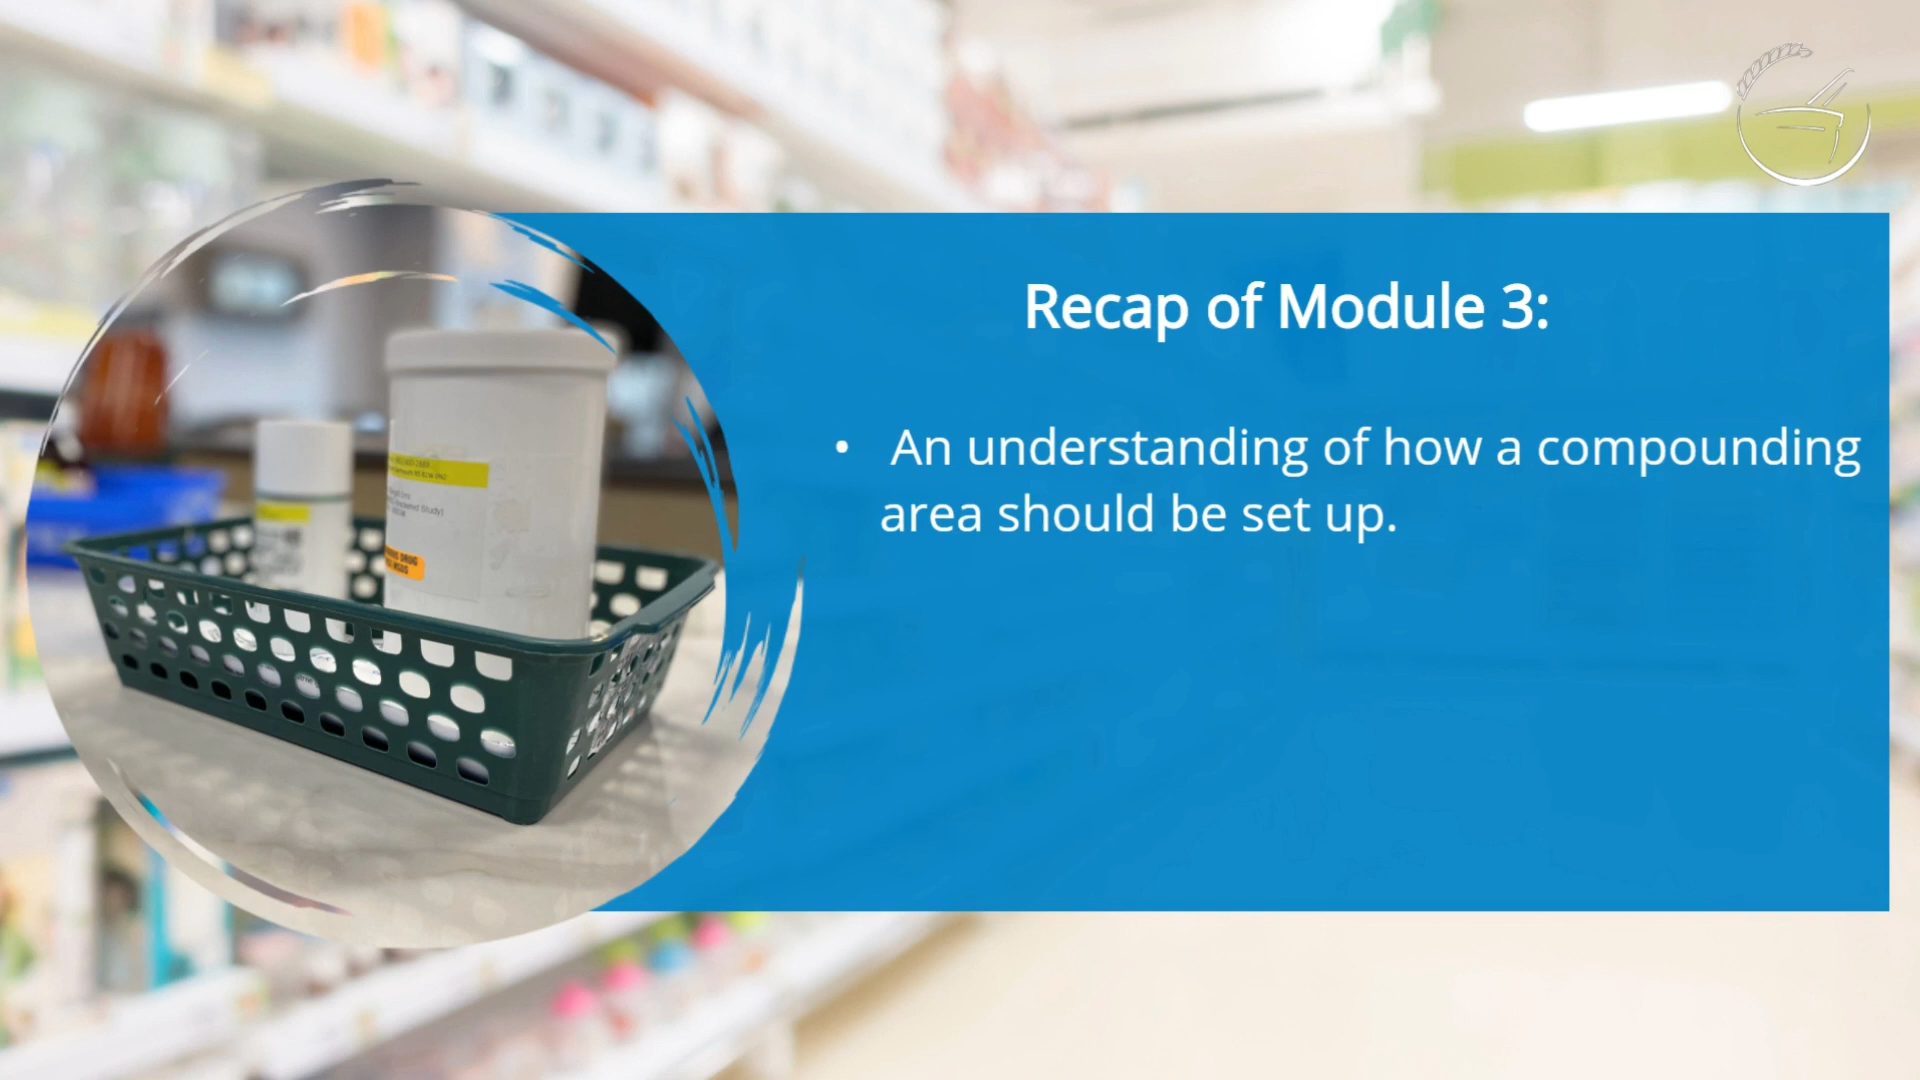 Recap of Module 3:
• An understanding of how a compounding
area should be set up.